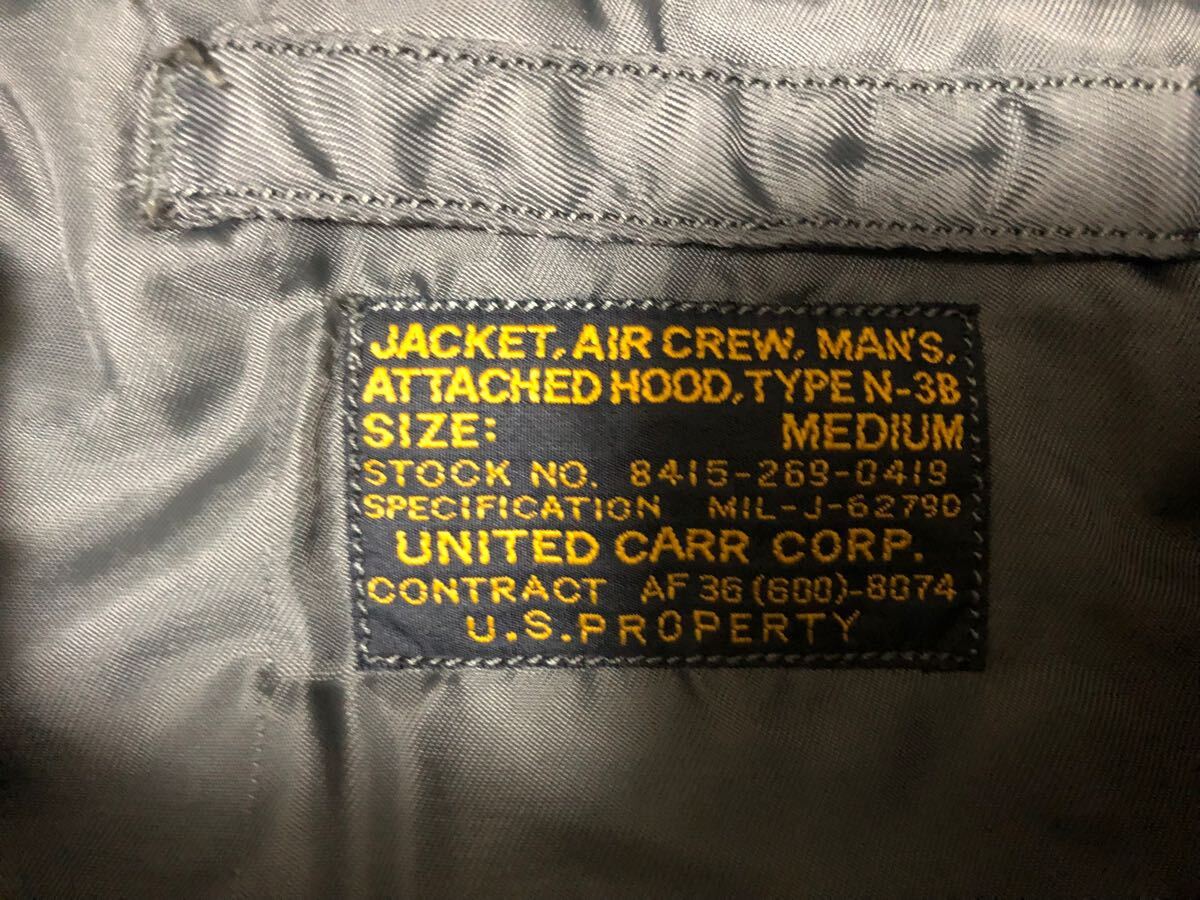 JACKET, AIR CREW, MAN'S,
ATTACHED HOOD, TYPE N-3B
SIZE: MEDIUM
STOCK NO. 8415-269-0419
SPECIFICATION MIL-J-6279D
UNITED CARR CORP.
CONTRACT AF 36 (600)-8074
U.S. PROPERTY